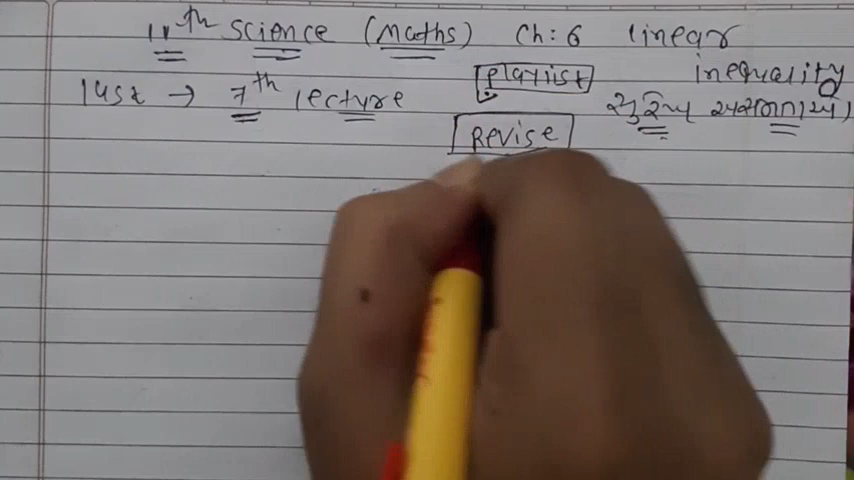 11th science (maths) Ch: 6 linear
inequality
last → 7th lecture playlist
સુરેખ અસમતાઓ
Revise